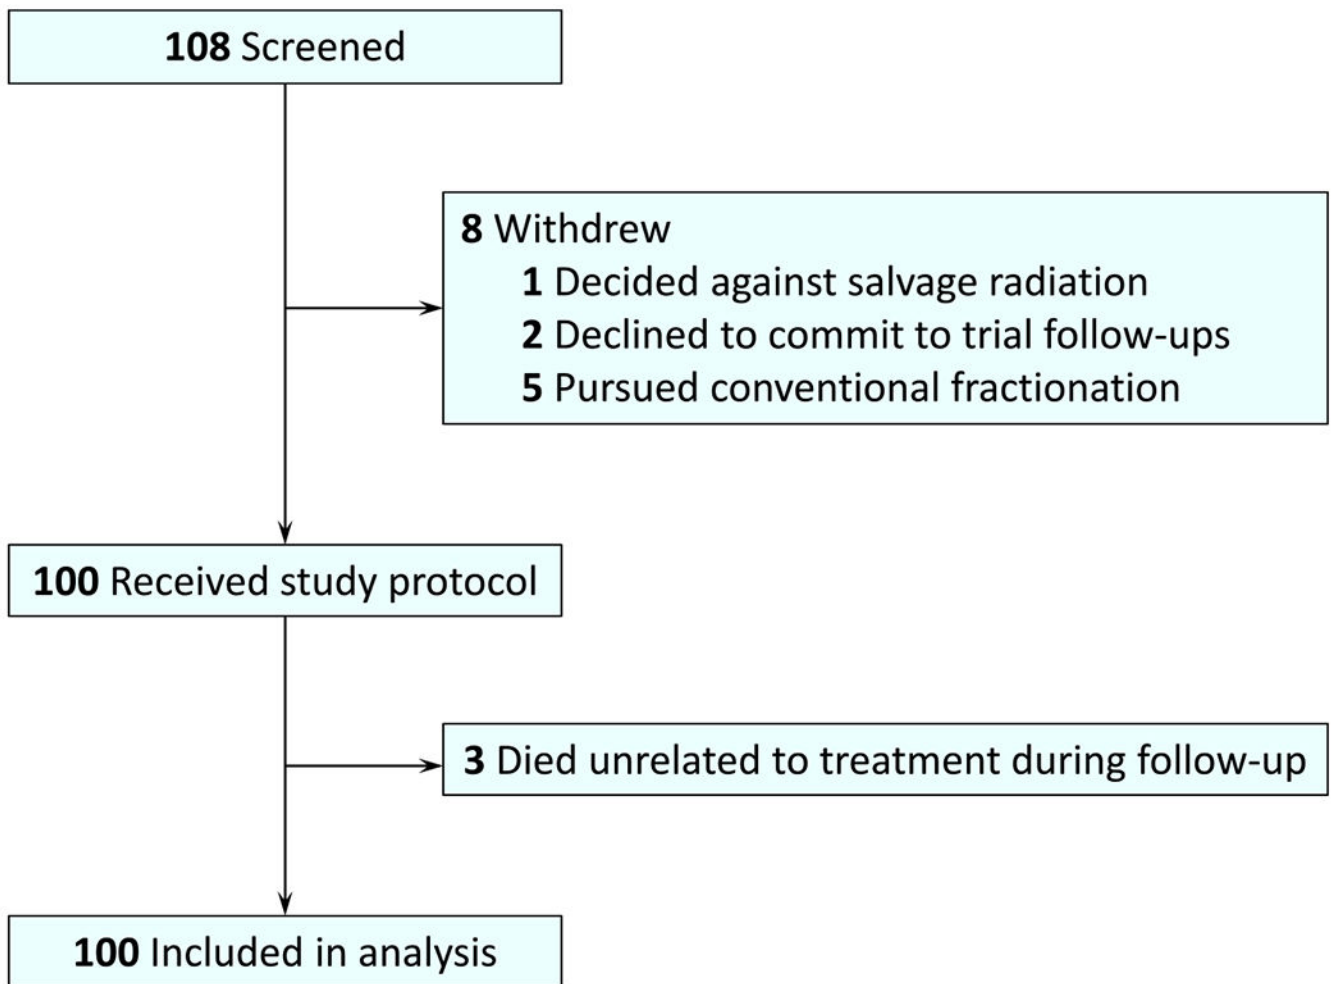 108 Screened
8 Withdrew
1 Decided against salvage radiation
2 Declined to commit to trial follow-ups
5 Pursued conventional fractionation
100 Received study protocol
3 Died unrelated to treatment during follow-up
100 Included in analysis